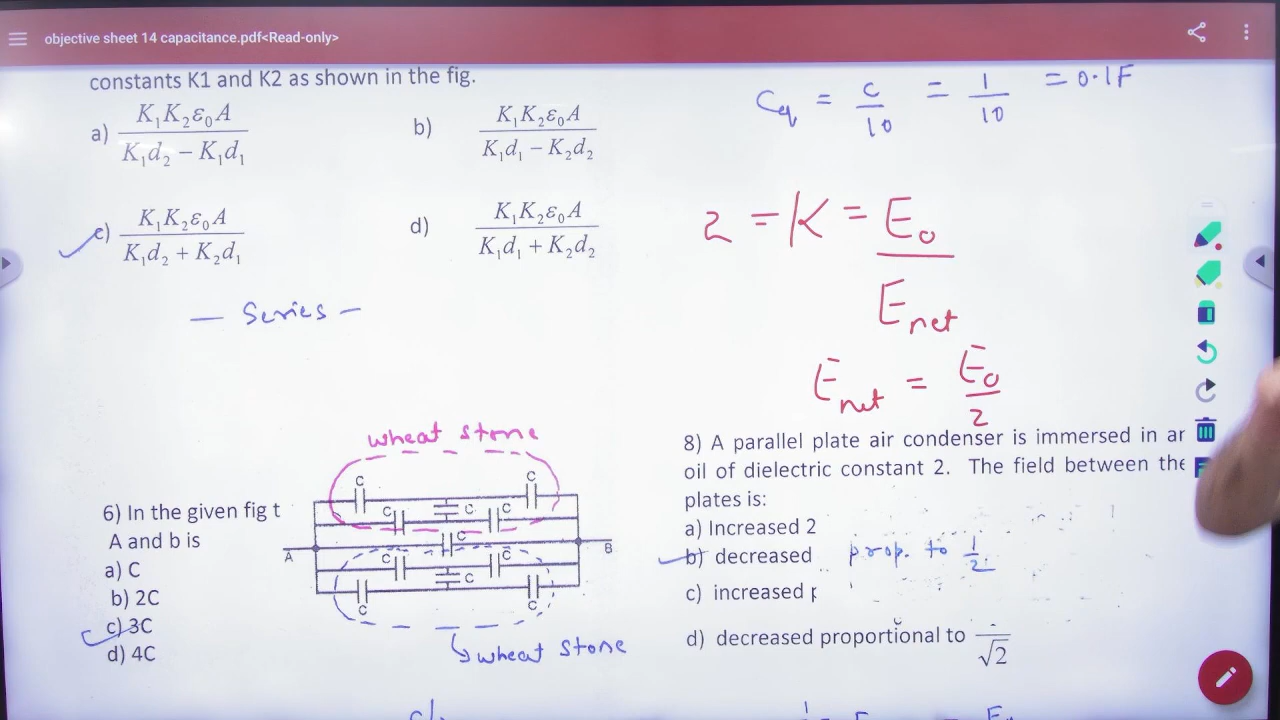 objective sheet 14 capacitance.pdf<Read-only>
constants K1 and K2 as shown in the fig.
a) K₁K₂ε₀A / K₁d₂ − K₁d₁
b) K₁K₂ε₀A / K₁d₁ − K₂d₂
c) K₁K₂ε₀A / K₁d₂ + K₂d₁
d) K₁K₂ε₀A / K₁d₁ + K₂d₂
— Series —
wheat stone
6) In the given fig t
A and b is
a) C
b) 2C
c) 3C
d) 4C
C C
C C C
A C B
C C C
C C
wheat stone
Ceq = C/10 = 1/10 = 0.1F
2 = K = E₀ / Enet
Enet = E₀/2
8) A parallel plate air condenser is immersed in an
oil of dielectric constant 2. The field between the
plates is:
a) Increased 2
b) decreased prop. to 1/2
c) increased p
d) decreased proportional to /√2